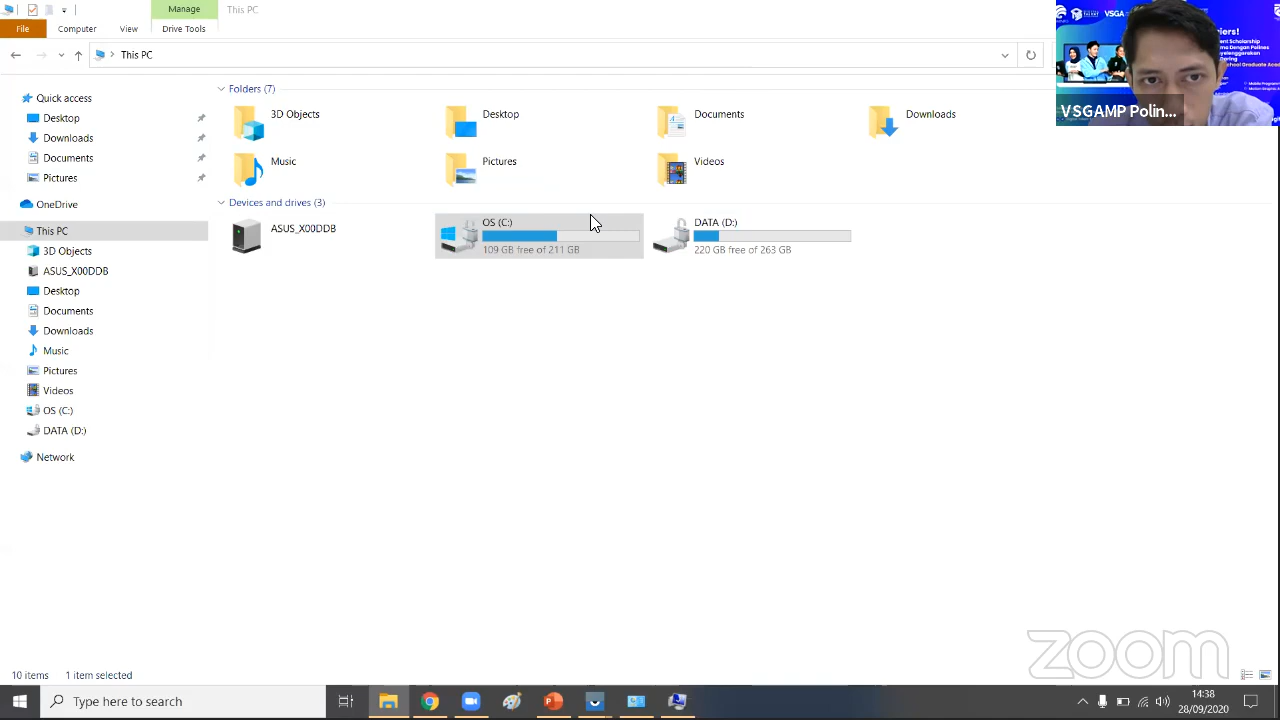 Manage
This PC
File
Computer
View
Drive Tools
This PC
Quick access
Desktop
Downloads
Documents
Pictures
OneDrive
This PC
3D Objects
ASUS_X00DDB
Desktop
Documents
Downloads
Music
Pictures
Videos
OS (C:)
DATA (D:)
Network
Folders (7)
3D Objects
Desktop
Documents
Downloads
Music
Pictures
Videos
Devices and drives (3)
ASUS_X00DDB
OS (C:)
109 GB free of 211 GB
DATA (D:)
220 GB free of 263 GB
VSGA
VSGAMP Polin...
zoom
10 items
1 item selected
Type here to search
14:38
28/09/2020